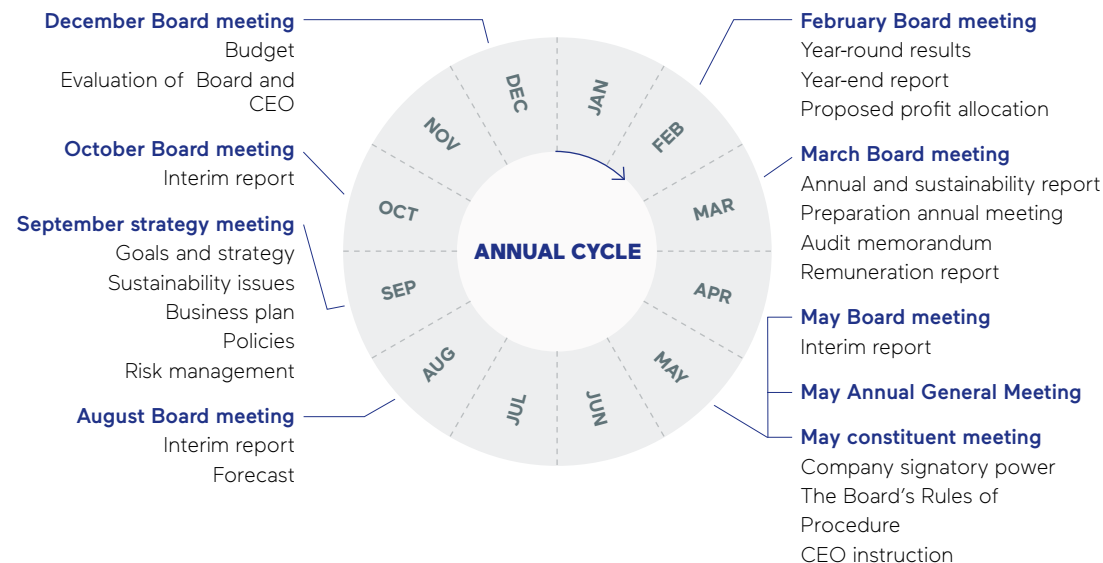 December Board meeting
Budget
Evaluation of Board and
CEO
October Board meeting
Interim report
September strategy meeting
Goals and strategy
Sustainability issues
Business plan
Policies
Risk management
August Board meeting
Interim report
Forecast
JAN
FEB
MAR
APR
MAY
JUN
JUL
AUG
SEP
OCT
NOV
DEC
ANNUAL CYCLE
February Board meeting
Year-round results
Year-end report
Proposed profit allocation
March Board meeting
Annual and sustainability report
Preparation annual meeting
Audit memorandum
Remuneration report
May Board meeting
Interim report
May Annual General Meeting
May constituent meeting
Company signatory power
The Board’s Rules of
Procedure
CEO instruction